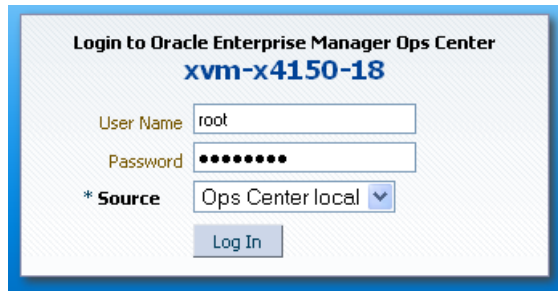 Login to Oracle Enterprise Manager Ops Center
xvm-x4150-18
User Name root
Password ••••••••
* Source Ops Center local
Log In